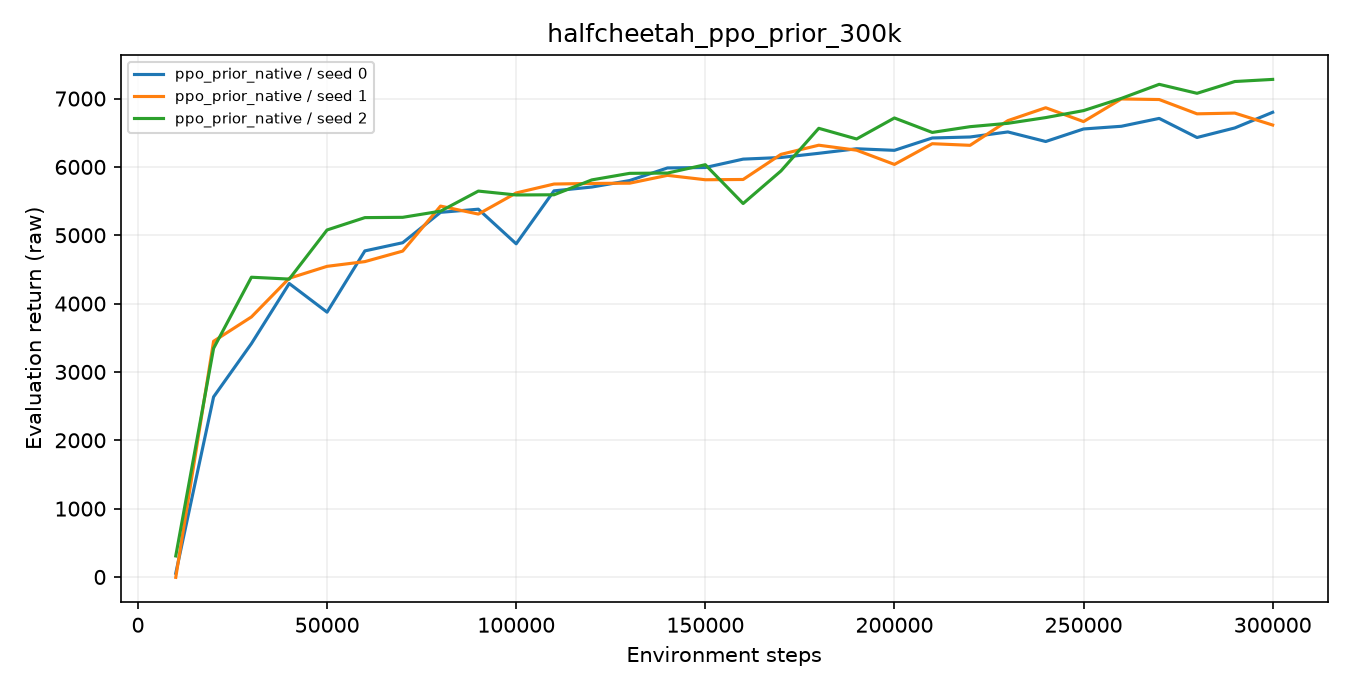 halfcheetah_ppo_prior_300k
ppo_prior_native / seed 0
ppo_prior_native / seed 1
ppo_prior_native / seed 2
Evaluation return (raw)
7000
6000
5000
4000
3000
2000
1000
0
0 50000 100000 150000 200000 250000 300000
Environment steps